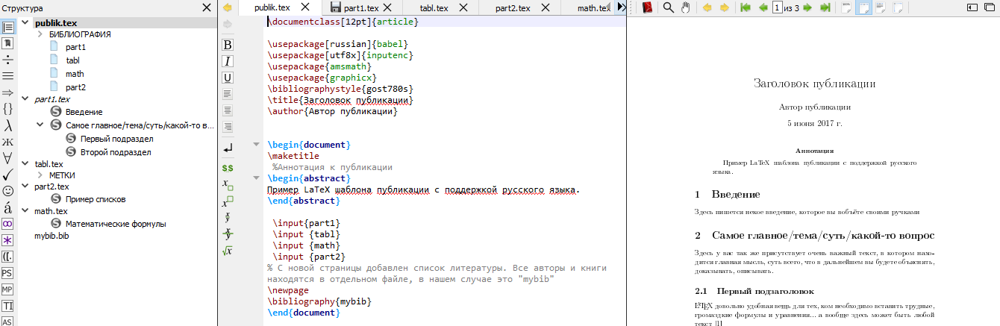 Структура
publik.tex
БИБЛИОГРАФИЯ
part1
tabl
math
part2
part1.tex
Введение
Самое главное/тема/суть/какой-то в...
Первый подраздел
Второй подраздел
tabl.tex
МЕТКИ
part2.tex
Пример списков
math.tex
Математические формулы
mybib.bib
publik.tex part1.tex tabl.tex part2.tex math.tex
\documentclass[12pt]{article}
\usepackage[russian]{babel}
\usepackage[utf8x]{inputenc}
\usepackage{amsmath}
\usepackage{graphicx}
\bibliographystyle{gost780s}
\title{Заголовок публикации}
\author{Автор публикации}
\begin{document}
\maketitle
%Аннотация к публикации
\begin{abstract}
Пример LaTeX шаблона публикации с поддержкой русского языка.
\end{abstract}
\input{part1}
\input {tabl}
\input {math}
\input {part2}
% С новой страницы добавлен список литературы. Все авторы и книги
находятся в отдельном файле, в нашем случае это "mybib"
\newpage
\bibliography{mybib}
\end{document}
1 из 3
Заголовок публикации
Автор публикации
5 июня 2017 г.
Аннотация
Пример LaTeX шаблона публикации с поддержкой русского
языка.
1 Введение
Здесь пишется некое введение, которое вы вобъёте своими ручками
2 Самое главное/тема/суть/какой-то вопрос
Здесь у вас так же присутствует очень важный текст, в котором нахо-
дится главная мысль, суть всего, что в дальнейшем вы будете объяснять,
доказывать, описывать.
2.1 Первый подзаголовок
LATEX довольно удобная вещь для тех, ком необходимо вставить трудные,
громаздкие формулы и уравнения... а вообще здесь может быть любой
текст [1]
B
I
U
$$
PS
MP
TI
AS